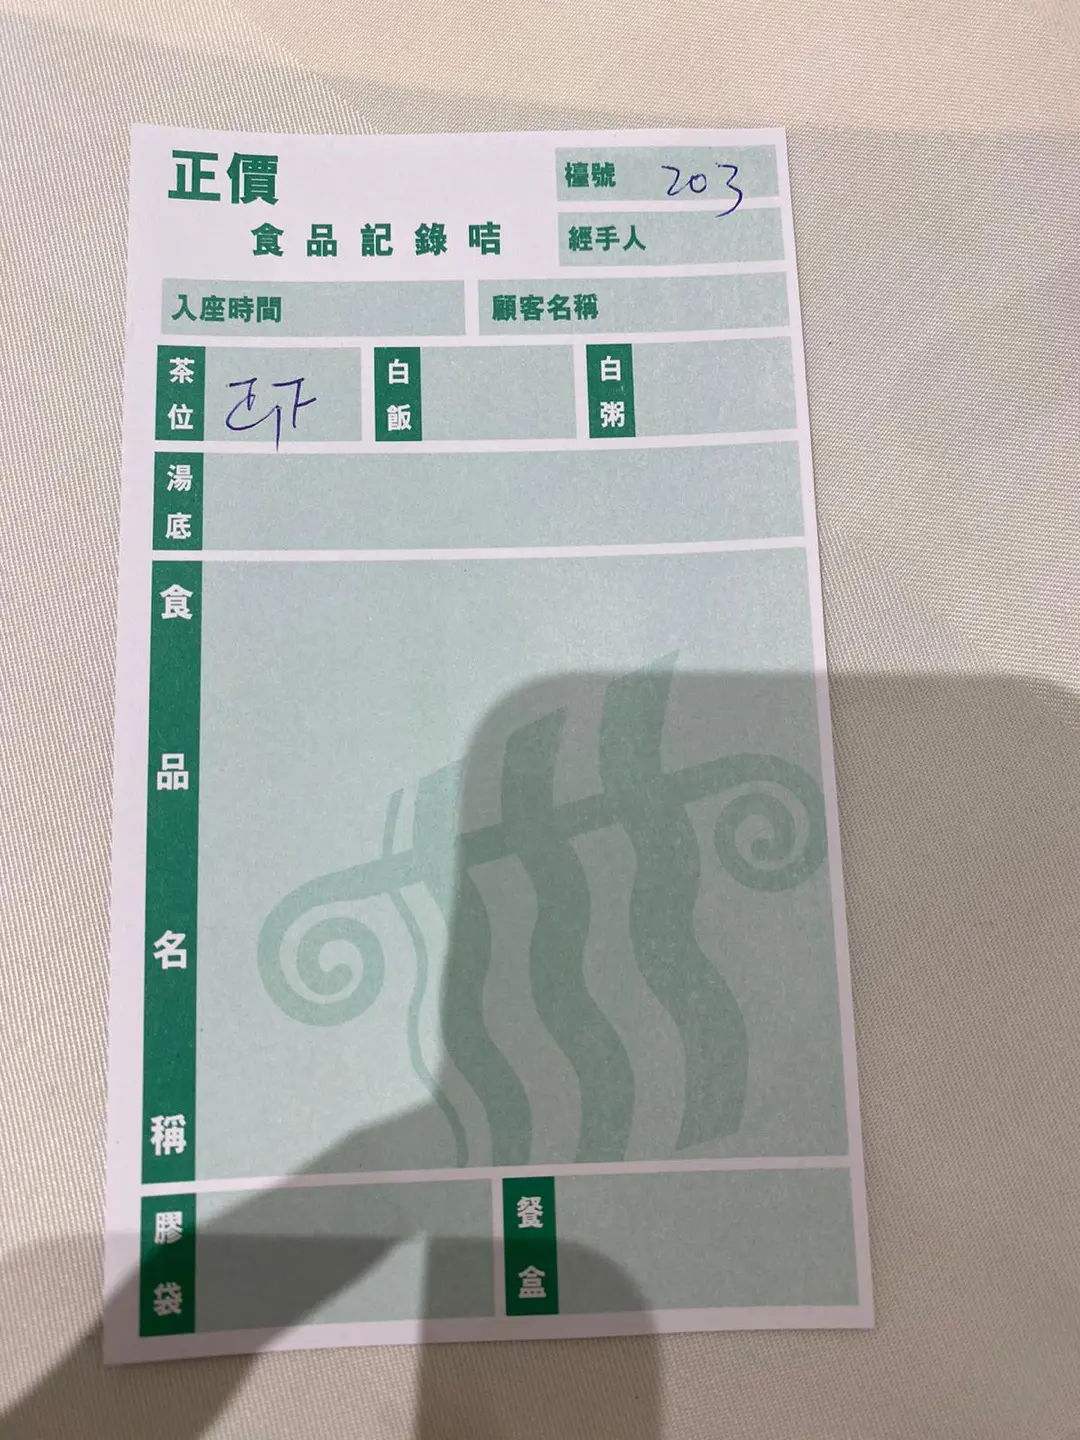 正價
檯號 203
食品記錄咭
經手人
入座時間
顧客名稱
茶位
白飯
白粥
湯底
食品名稱
膠袋
餐盒